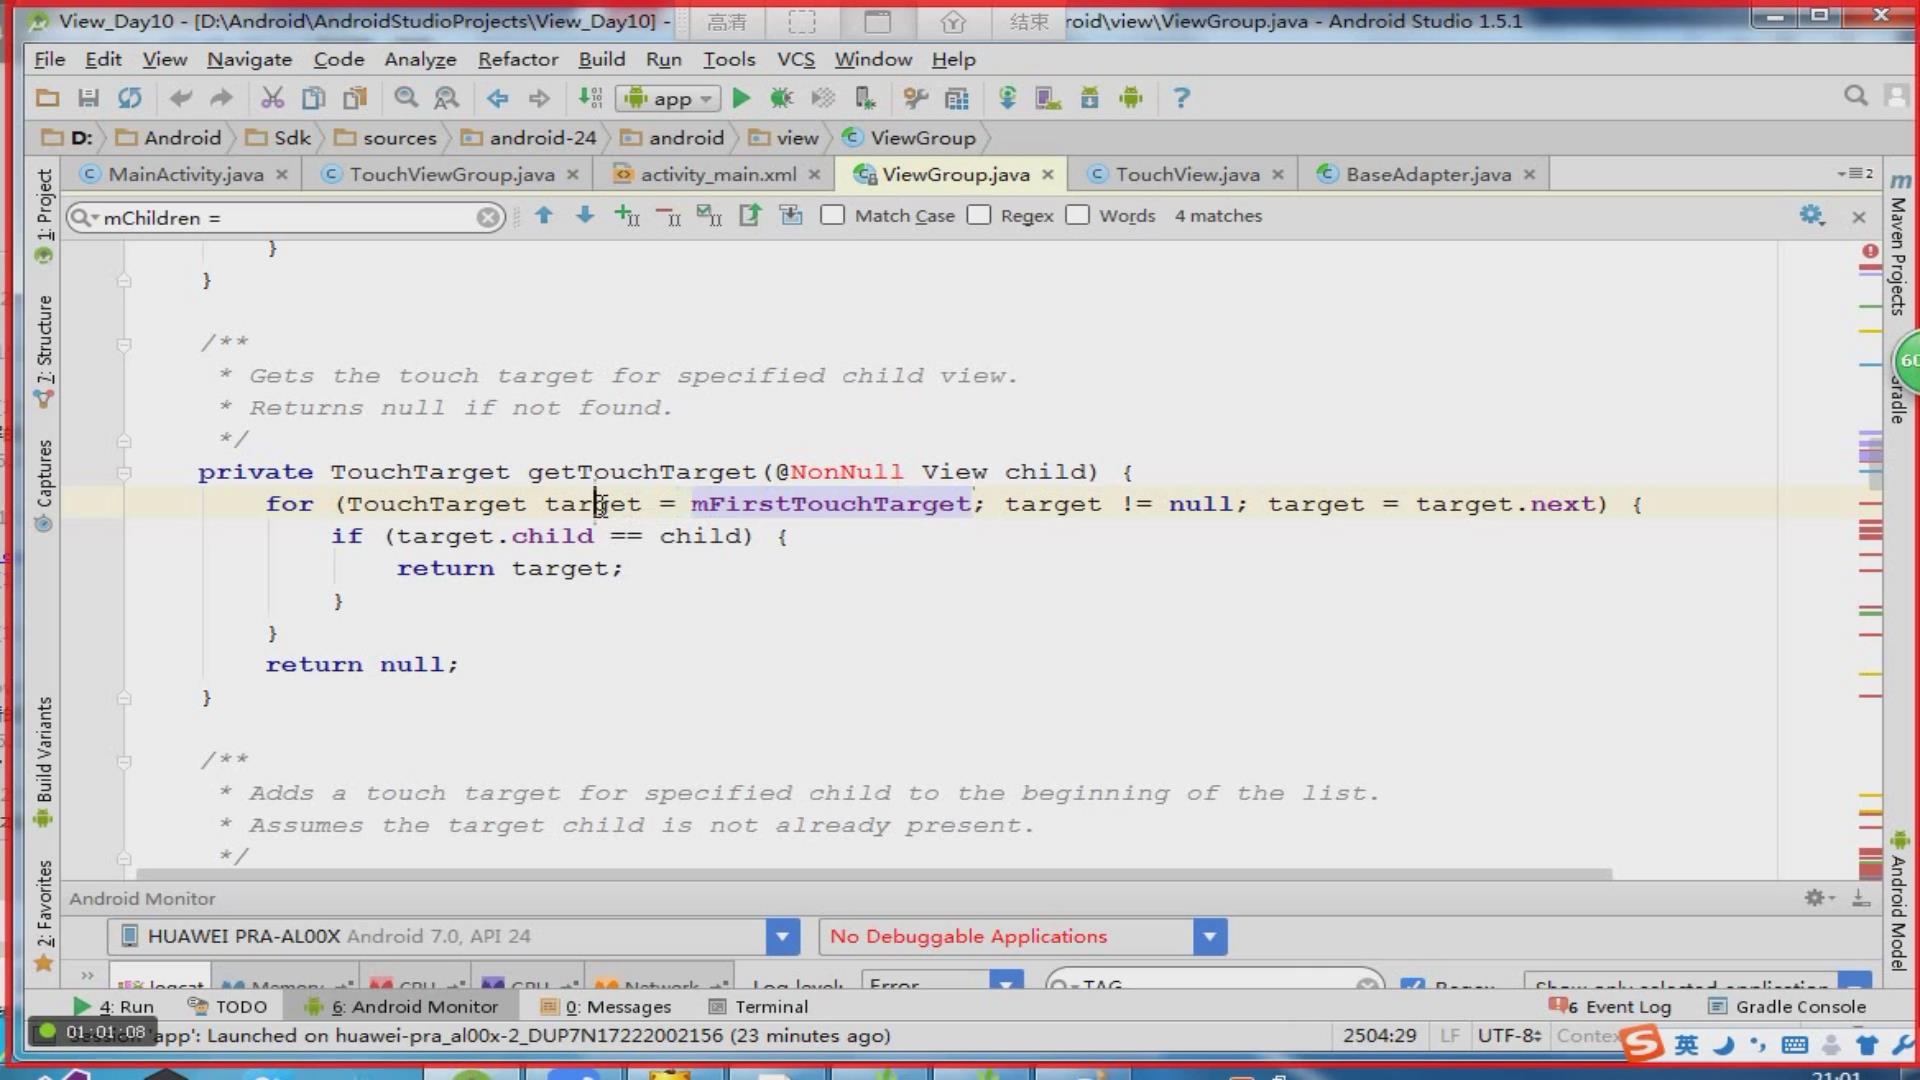 View_Day10 - [D:\Android\AndroidStudioProjects\View_Day10] - 高清 结束 roid\view\ViewGroup.java - Android Studio 1.5.1
File Edit View Navigate Code Analyze Refactor Build Run Tools VCS Window Help
app
D: Android Sdk sources android-24 android view ViewGroup
MainActivity.java TouchViewGroup.java activity_main.xml ViewGroup.java TouchView.java BaseAdapter.java
mChildren = Match Case Regex Words 4 matches
}
}
/**
* Gets the touch target for specified child view.
* Returns null if not found.
*/
private TouchTarget getTouchTarget(@NonNull View child) {
for (TouchTarget target = mFirstTouchTarget; target != null; target = target.next) {
if (target.child == child) {
return target;
}
}
return null;
}
/**
* Adds a touch target for specified child to the beginning of the list.
* Assumes the target child is not already present.
*/
1: Project
7: Structure
Captures
Build Variants
2: Favorites
Maven Projects
60
Gradle
Android Model
Android Monitor
HUAWEI PRA-AL00X Android 7.0, API 24 No Debuggable Applications
logcat Memory CPU GPU Network Log level: Error TAG Regex Show only selected application
4: Run TODO 6: Android Monitor 0: Messages Terminal 6 Event Log Gradle Console
01:01:08 'app': Launched on huawei-pra_al00x-2_DUP7N17222002156 (23 minutes ago) 2504:29 LF UTF-8 Contex 英
21:01